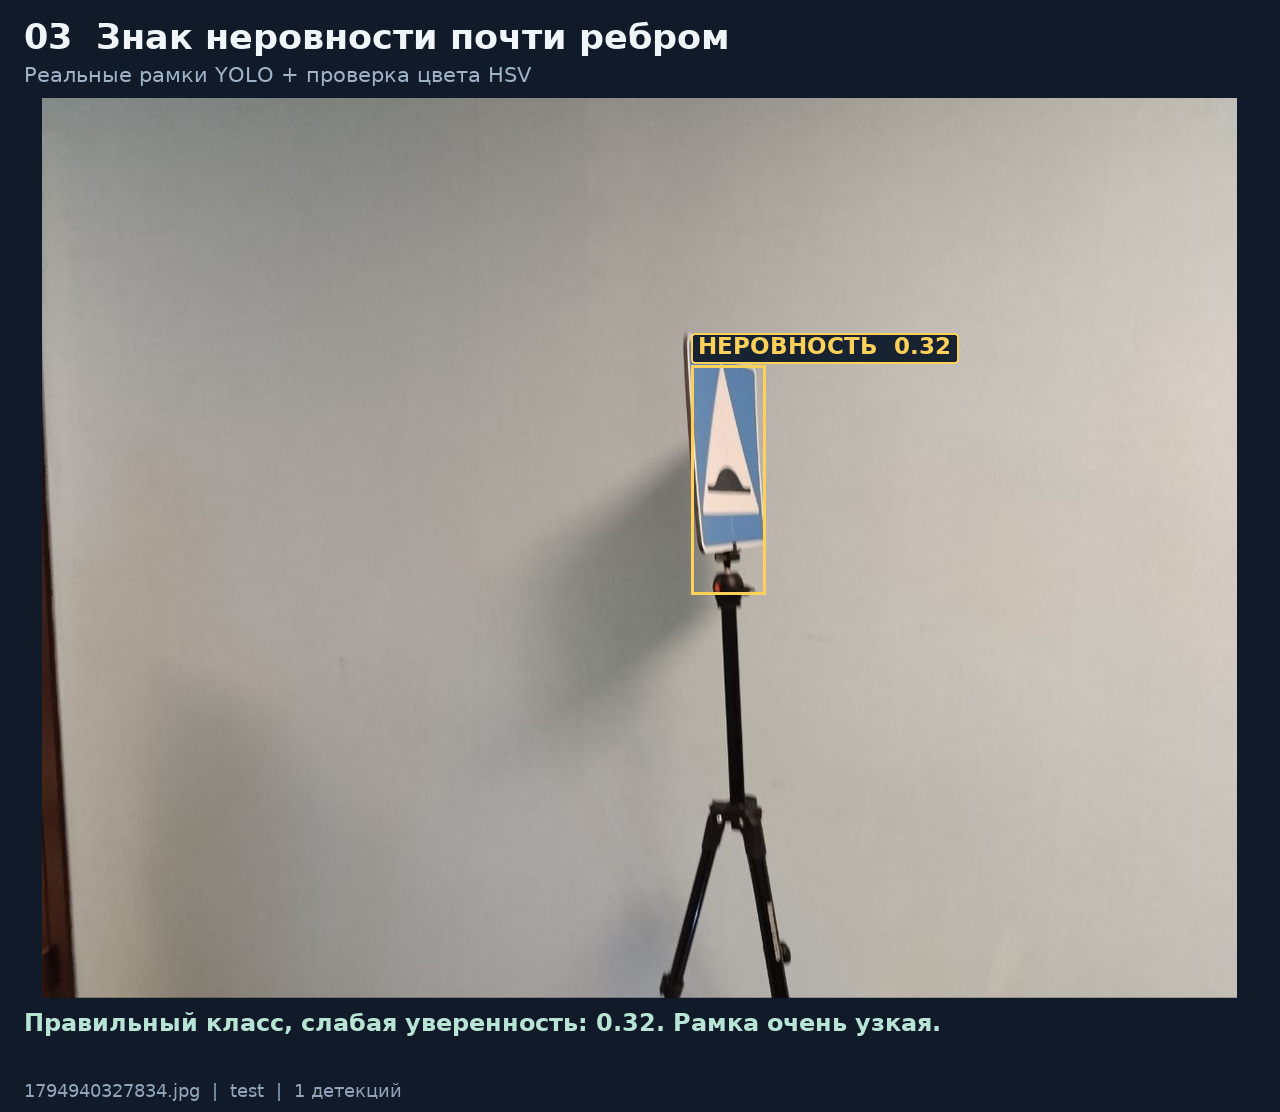 03 Знак неровности почти ребром
Реальные рамки YOLO + проверка цвета HSV
НЕРОВНОСТЬ 0.32
Правильный класс, слабая уверенность: 0.32. Рамка очень узкая.
1794940327834.jpg | test | 1 детекций